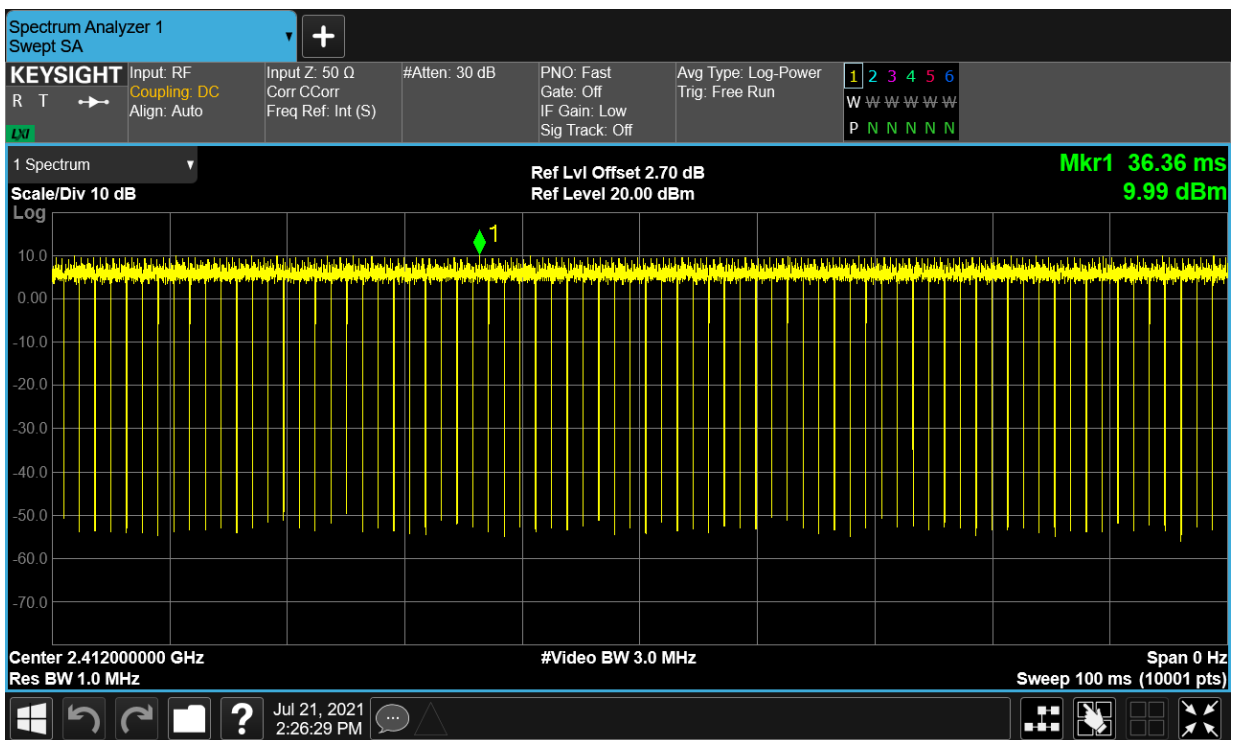 Spectrum Analyzer 1
Swept SA
KEYSIGHT
R T
LXI
Input: RF
Coupling: DC
Align: Auto
Input Z: 50 Ω
Corr CCorr
Freq Ref: Int (S)
#Atten: 30 dB
PNO: Fast
Gate: Off
IF Gain: Low
Sig Track: Off
Avg Type: Log-Power
Trig: Free Run
1 2 3 4 5 6
W W W W W W
P N N N N N
1 Spectrum
Scale/Div 10 dB
Log
Ref Lvl Offset 2.70 dB
Ref Level 20.00 dBm
Mkr1 36.36 ms
9.99 dBm
1
10.0
0.00
-10.0
-20.0
-30.0
-40.0
-50.0
-60.0
-70.0
Center 2.412000000 GHz
Res BW 1.0 MHz
#Video BW 3.0 MHz
Span 0 Hz
Sweep 100 ms (10001 pts)
?
Jul 21, 2021
2:26:29 PM